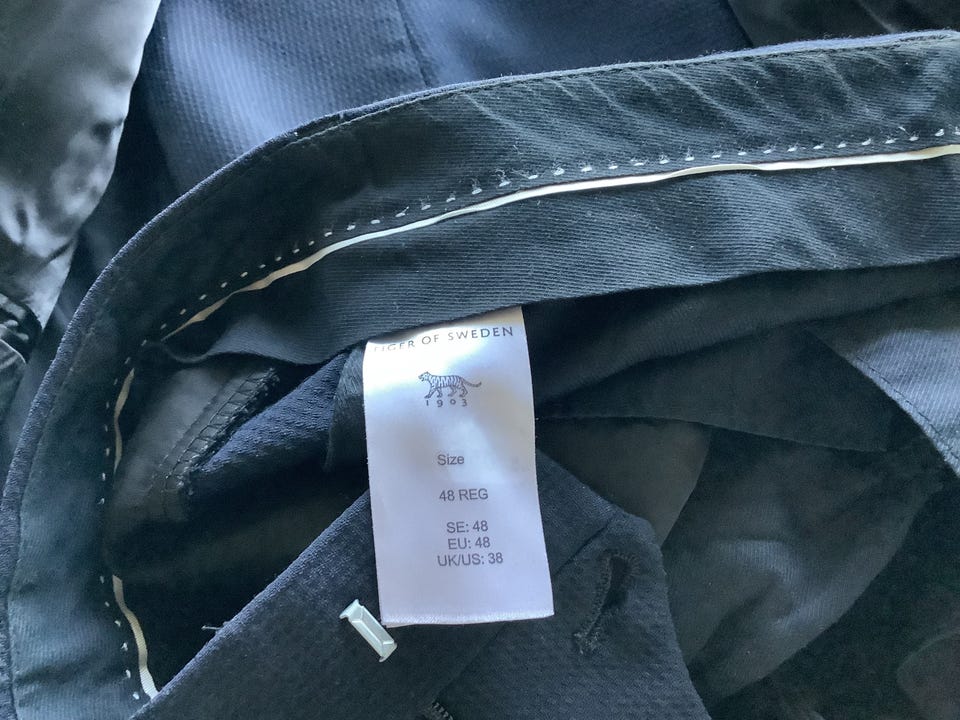 TIGER OF SWEDEN
1903
Size
48 REG
SE: 48
EU: 48
UK/US: 38